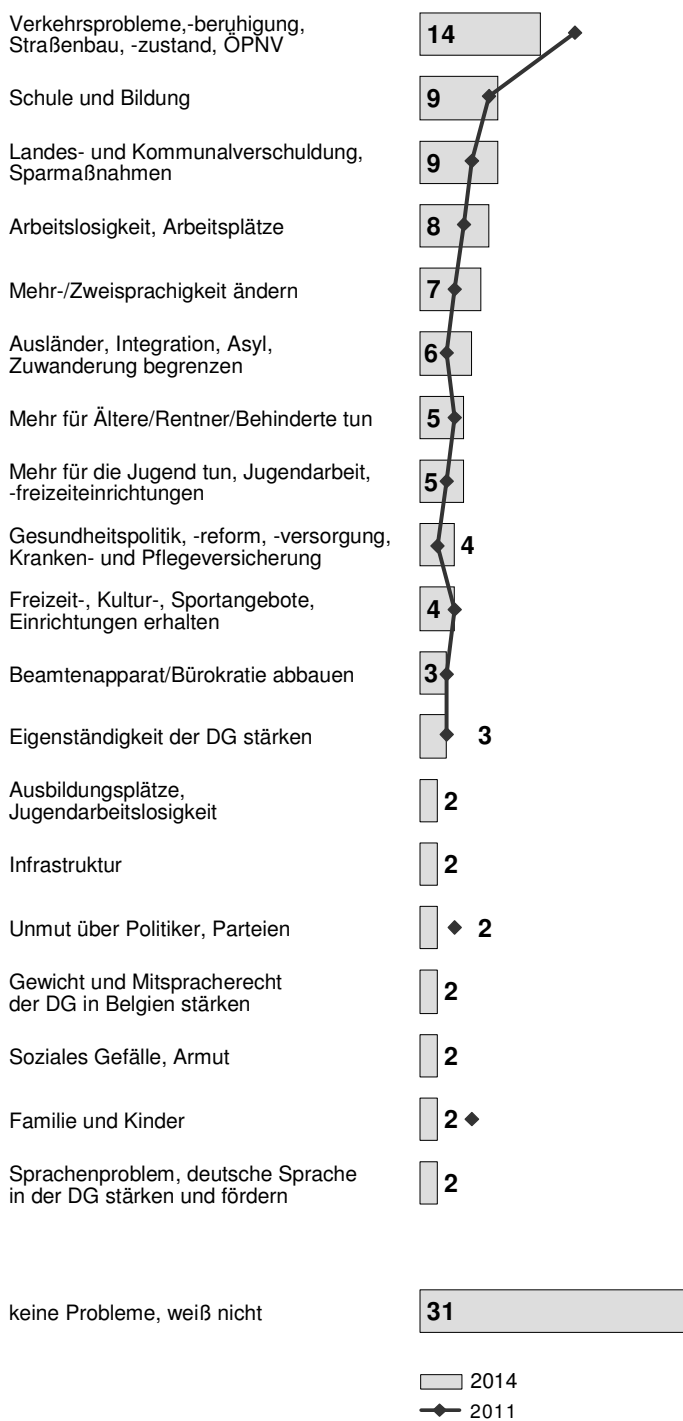 Verkehrsprobleme,-beruhigung,
Straßenbau, -zustand, ÖPNV
14
Schule und Bildung
9
Landes- und Kommunalverschuldung,
Sparmaßnahmen
9
Arbeitslosigkeit, Arbeitsplätze
8
Mehr-/Zweisprachigkeit ändern
7
Ausländer, Integration, Asyl,
Zuwanderung begrenzen
6
Mehr für Ältere/Rentner/Behinderte tun
5
Mehr für die Jugend tun, Jugendarbeit,
-freizeiteinrichtungen
5
Gesundheitspolitik, -reform, -versorgung,
Kranken- und Pflegeversicherung
4
Freizeit-, Kultur-, Sportangebote,
Einrichtungen erhalten
4
Beamtenapparat/Bürokratie abbauen
3
Eigenständigkeit der DG stärken
3
Ausbildungsplätze,
Jugendarbeitslosigkeit
2
Infrastruktur
2
Unmut über Politiker, Parteien
2
Gewicht und Mitspracherecht
der DG in Belgien stärken
2
Soziales Gefälle, Armut
2
Familie und Kinder
2
Sprachenproblem, deutsche Sprache
in der DG stärken und fördern
2
keine Probleme, weiß nicht
31
2014
2011